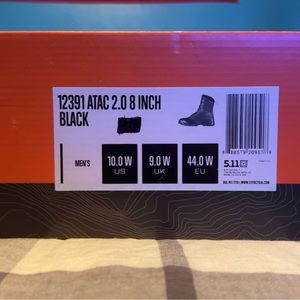 12391 ATAC 2.0 8 INCH
BLACK
MEN'S
10.0 W
US
9.0 W
UK
44.0 W
EU
5.11